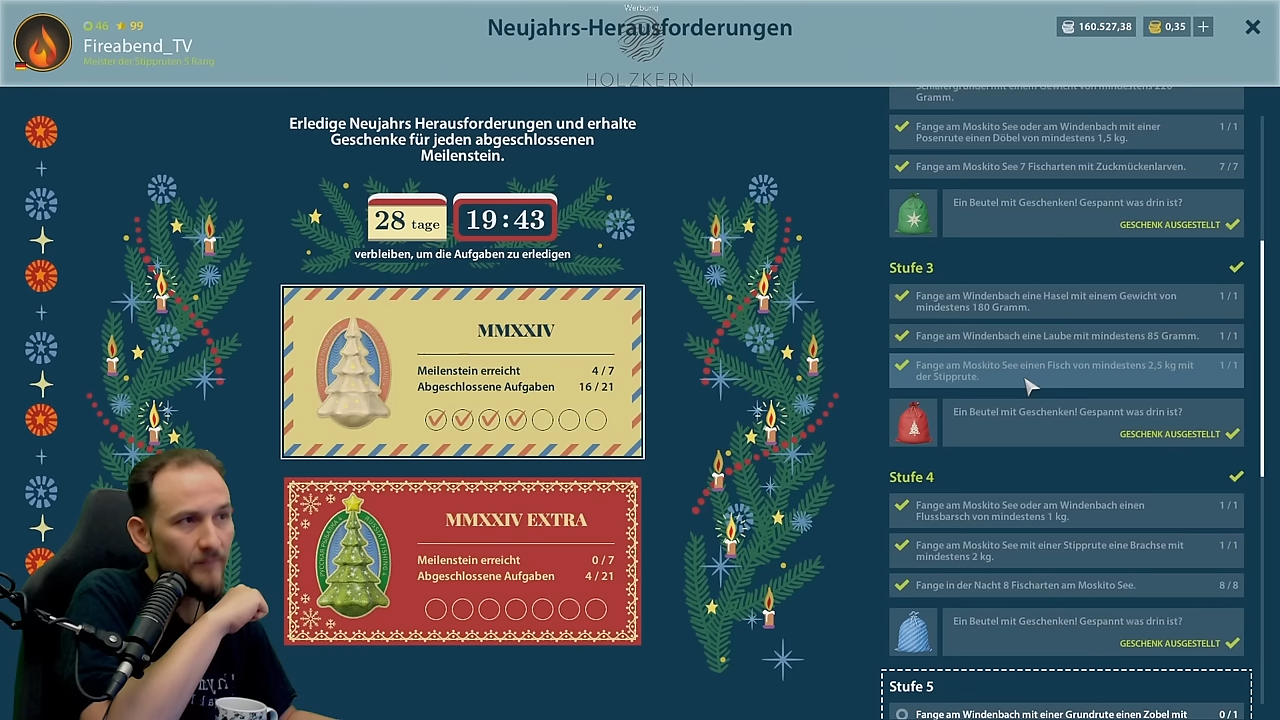 Werbung
Neujahrs-Herausforderungen
HOLZKERN
46 99
Fireabend_TV
Meister der Stippruten 5 Rang
160.527,38
0,35
Erledige Neujahrs Herausforderungen und erhalte
Geschenke für jeden abgeschlossenen
Meilenstein.
28 tage
19:43
verbleiben, um die Aufgaben zu erledigen
MMXXIV
Meilenstein erreicht 4 / 7
Abgeschlossene Aufgaben 16 / 21
MMXXIV EXTRA
Meilenstein erreicht 0 / 7
Abgeschlossene Aufgaben 4 / 21
Gramm.
Fange am Moskito See oder am Windenbach mit einer 1 / 1
Posenrute einen Döbel von mindestens 1,5 kg.
Fange am Moskito See 7 Fischarten mit Zuckmückenlarven. 7 / 7
Ein Beutel mit Geschenken! Gespannt was drin ist?
GESCHENK AUSGESTELLT
Stufe 3
Fange am Windenbach eine Hasel mit einem Gewicht von 1 / 1
mindestens 180 Gramm.
Fange am Windenbach eine Laube mit mindestens 85 Gramm. 1 / 1
Fange am Moskito See einen Fisch von mindestens 2,5 kg mit 1 / 1
der Stipprute.
Ein Beutel mit Geschenken! Gespannt was drin ist?
GESCHENK AUSGESTELLT
Stufe 4
Fange am Moskito See oder am Windenbach einen 1 / 1
Flussbarsch von mindestens 1 kg.
Fange am Moskito See mit einer Stipprute eine Brachse mit 1 / 1
mindestens 2 kg.
Fange in der Nacht 8 Fischarten am Moskito See. 8 / 8
Ein Beutel mit Geschenken! Gespannt was drin ist?
GESCHENK AUSGESTELLT
Stufe 5
Fange am Windenbach mit einer Grundrute einen Zobel mit 0 / 1